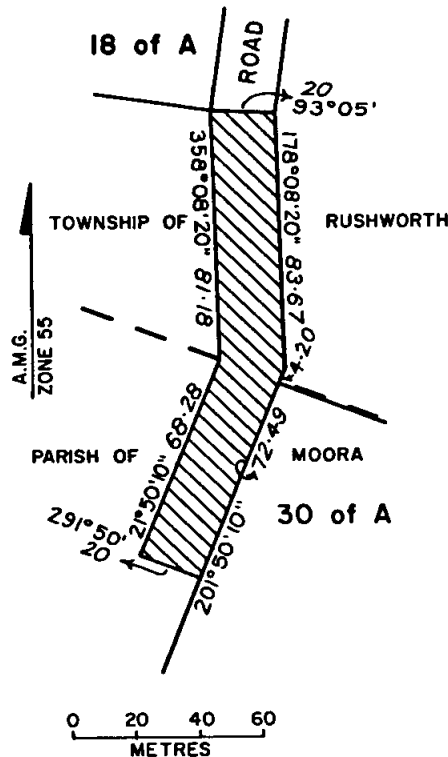 18 of A
ROAD
20
93°05'
358°08'20" 81·18
178°08'20" 83·67
TOWNSHIP OF RUSHWORTH
A.M.G.
ZONE 55
4·20
21°50'10" 68·28
72·49
PARISH OF MOORA
30 of A
291°50'
20
201°50'10"
0 20 40 60
METRES